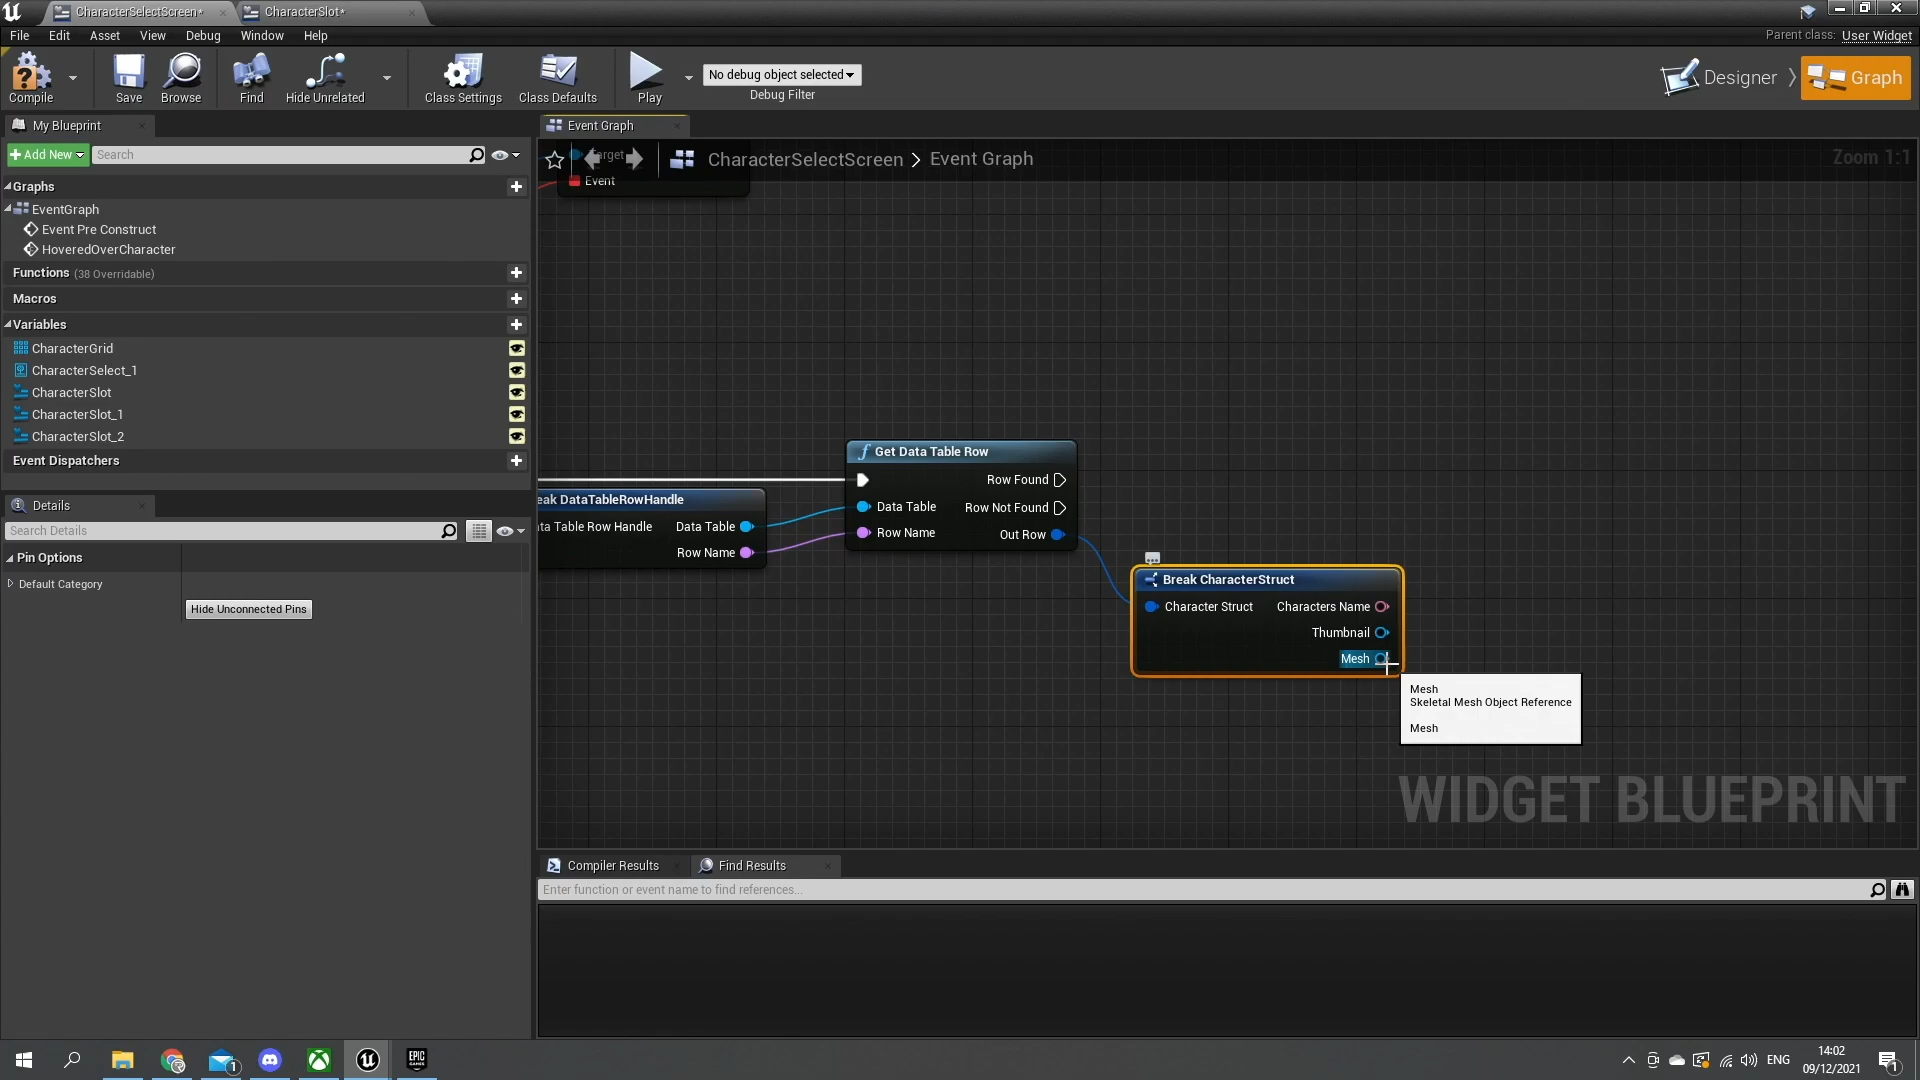 CharacterSelectScreen*
CharacterSlot*
File Edit Asset View Debug Window Help
Parent class: User Widget
Compile
Save
Browse
Find
Hide Unrelated
Class Settings
Class Defaults
Play
No debug object selected
Debug Filter
Designer
Graph
My Blueprint
Event Graph
Add New
Search
CharacterSelectScreen > Event Graph
Zoom 1:1
Target
Event
Graphs
EventGraph
Event Pre Construct
HoveredOverCharacter
Functions (38 Overridable)
Macros
Variables
CharacterGrid
CharacterSelect_1
CharacterSlot
CharacterSlot_1
CharacterSlot_2
Event Dispatchers
Details
Search Details
Pin Options
Default Category
Hide Unconnected Pins
eak DataTableRowHandle
ata Table Row Handle
Data Table
Row Name
Get Data Table Row
Row Found
Data Table
Row Not Found
Row Name
Out Row
Break CharacterStruct
Character Struct
Characters Name
Thumbnail
Mesh
Mesh
Skeletal Mesh Object Reference
Mesh
WIDGET BLUEPRINT
Compiler Results
Find Results
Enter function or event name to find references...
1
EPIC
GAMES
ENG
14:02
09/12/2021
1